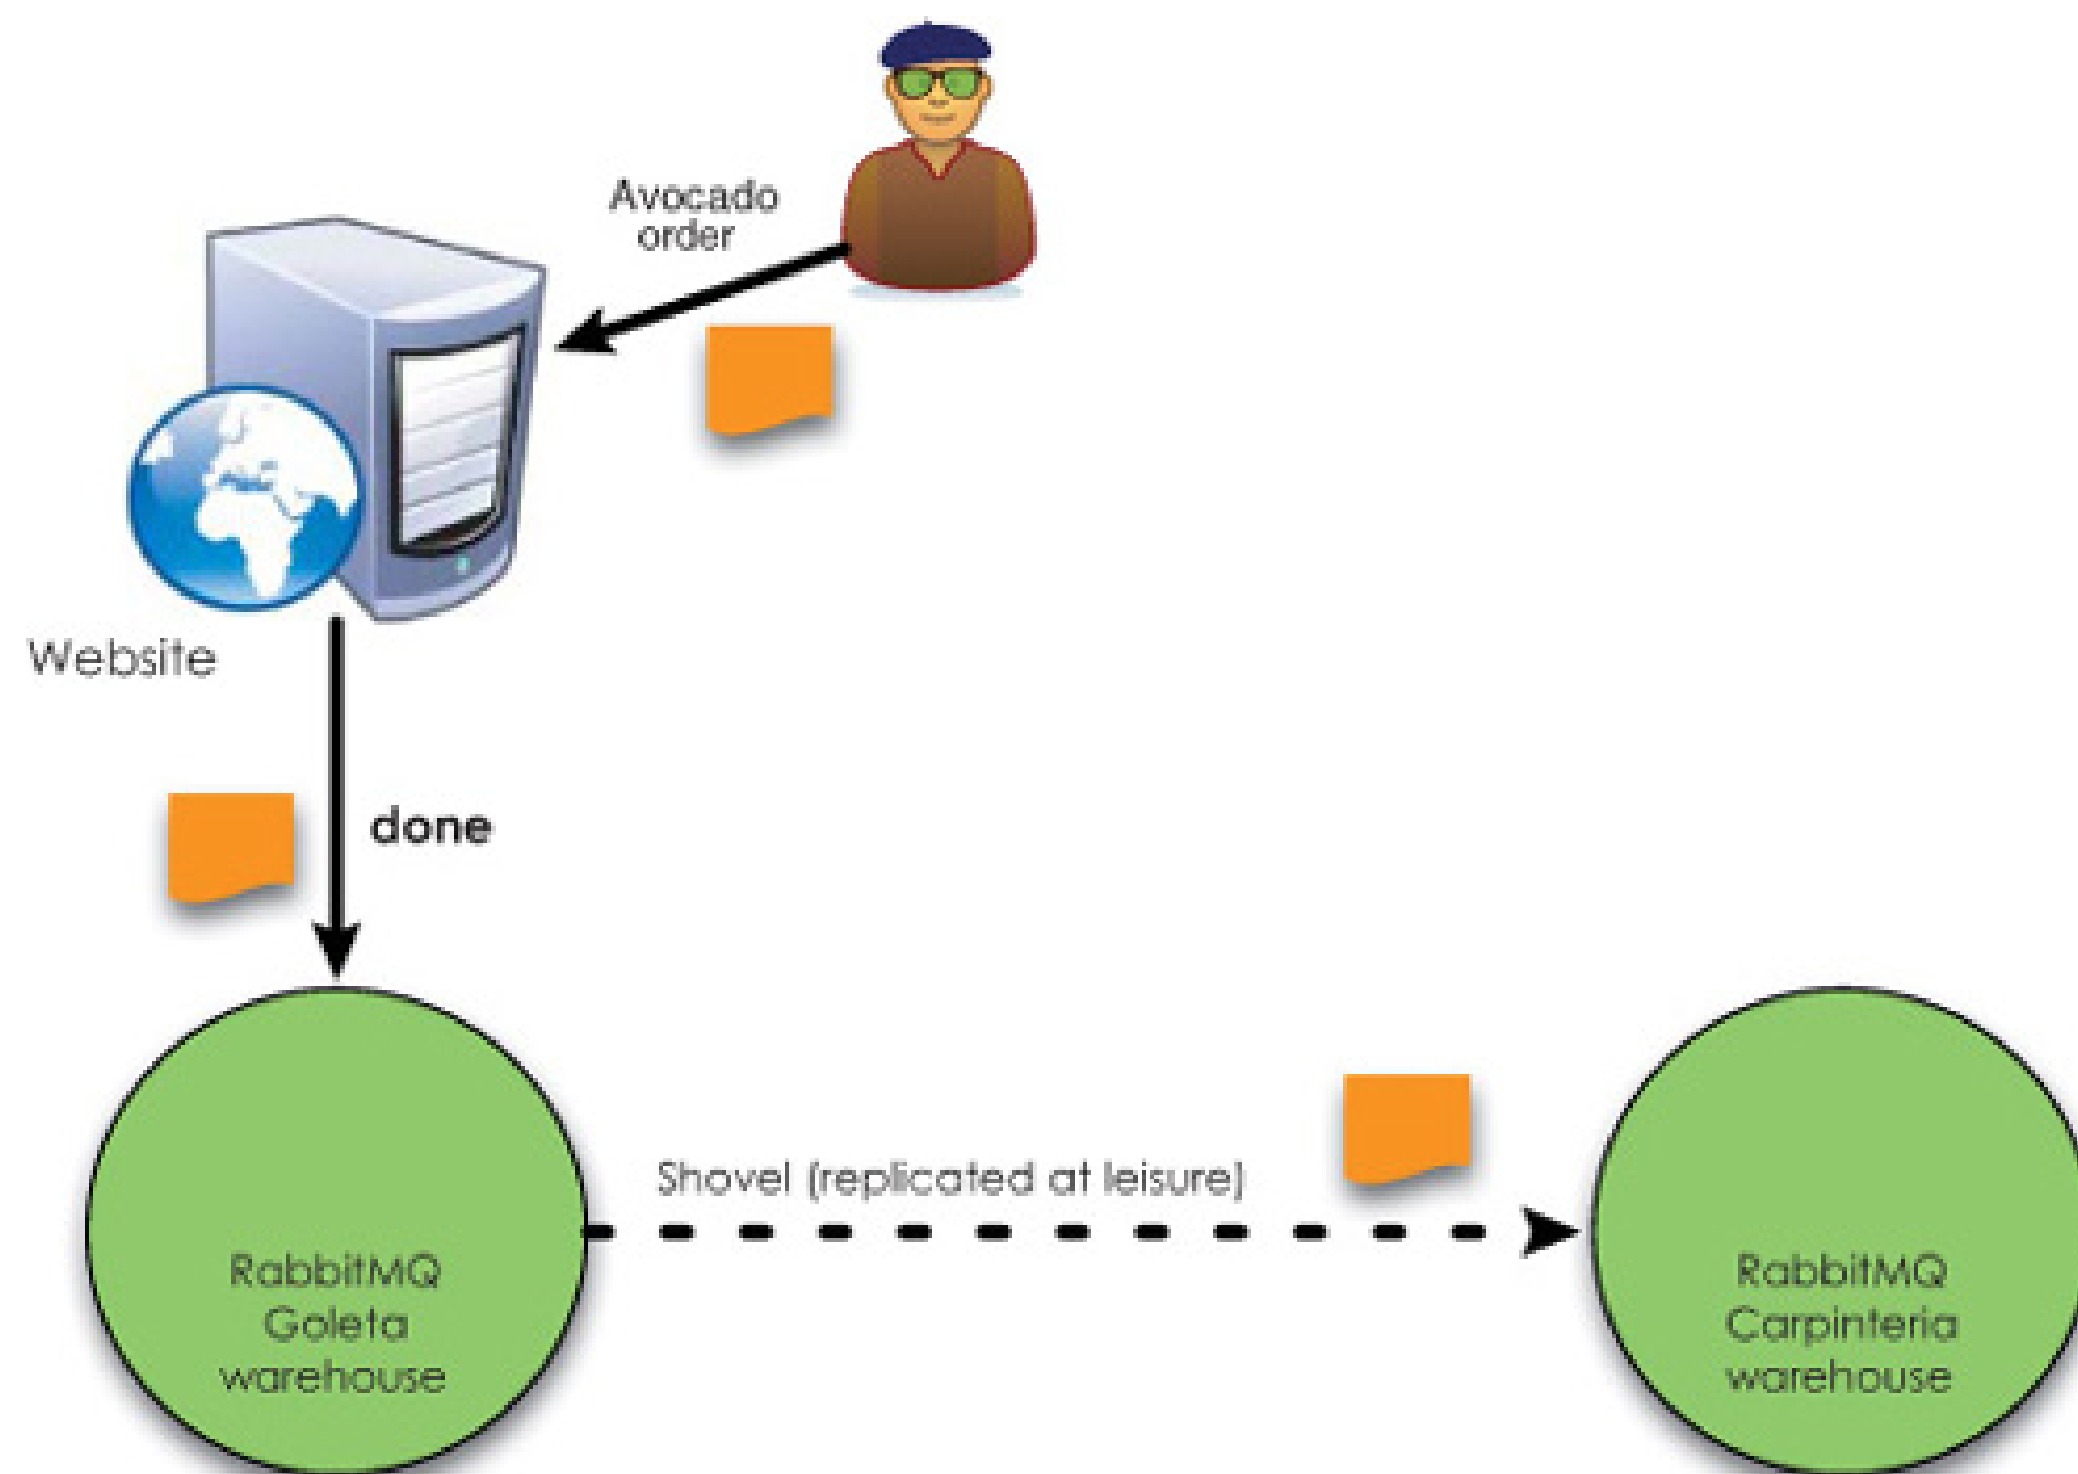 Avocado
order
Website
done
Shovel (replicated at leisure)
RabbitMQ
Goleta
warehouse
RabbitMQ
Carpinteria
warehouse